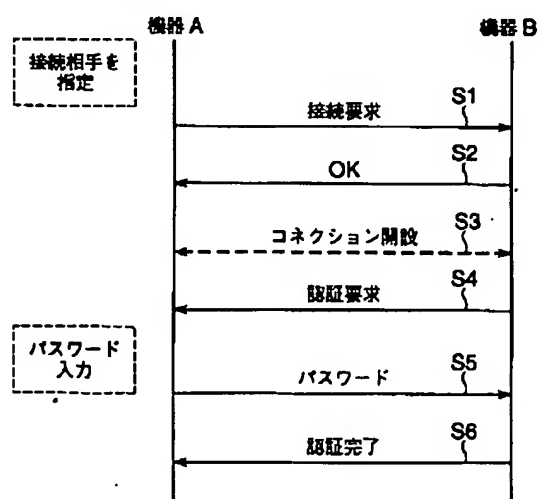 機器 A
機器 B
接続相手を
指定
S1
接続要求
S2
OK
S3
コネクション開設
S4
認証要求
パスワード
入力
S5
パスワード
S6
認証完了